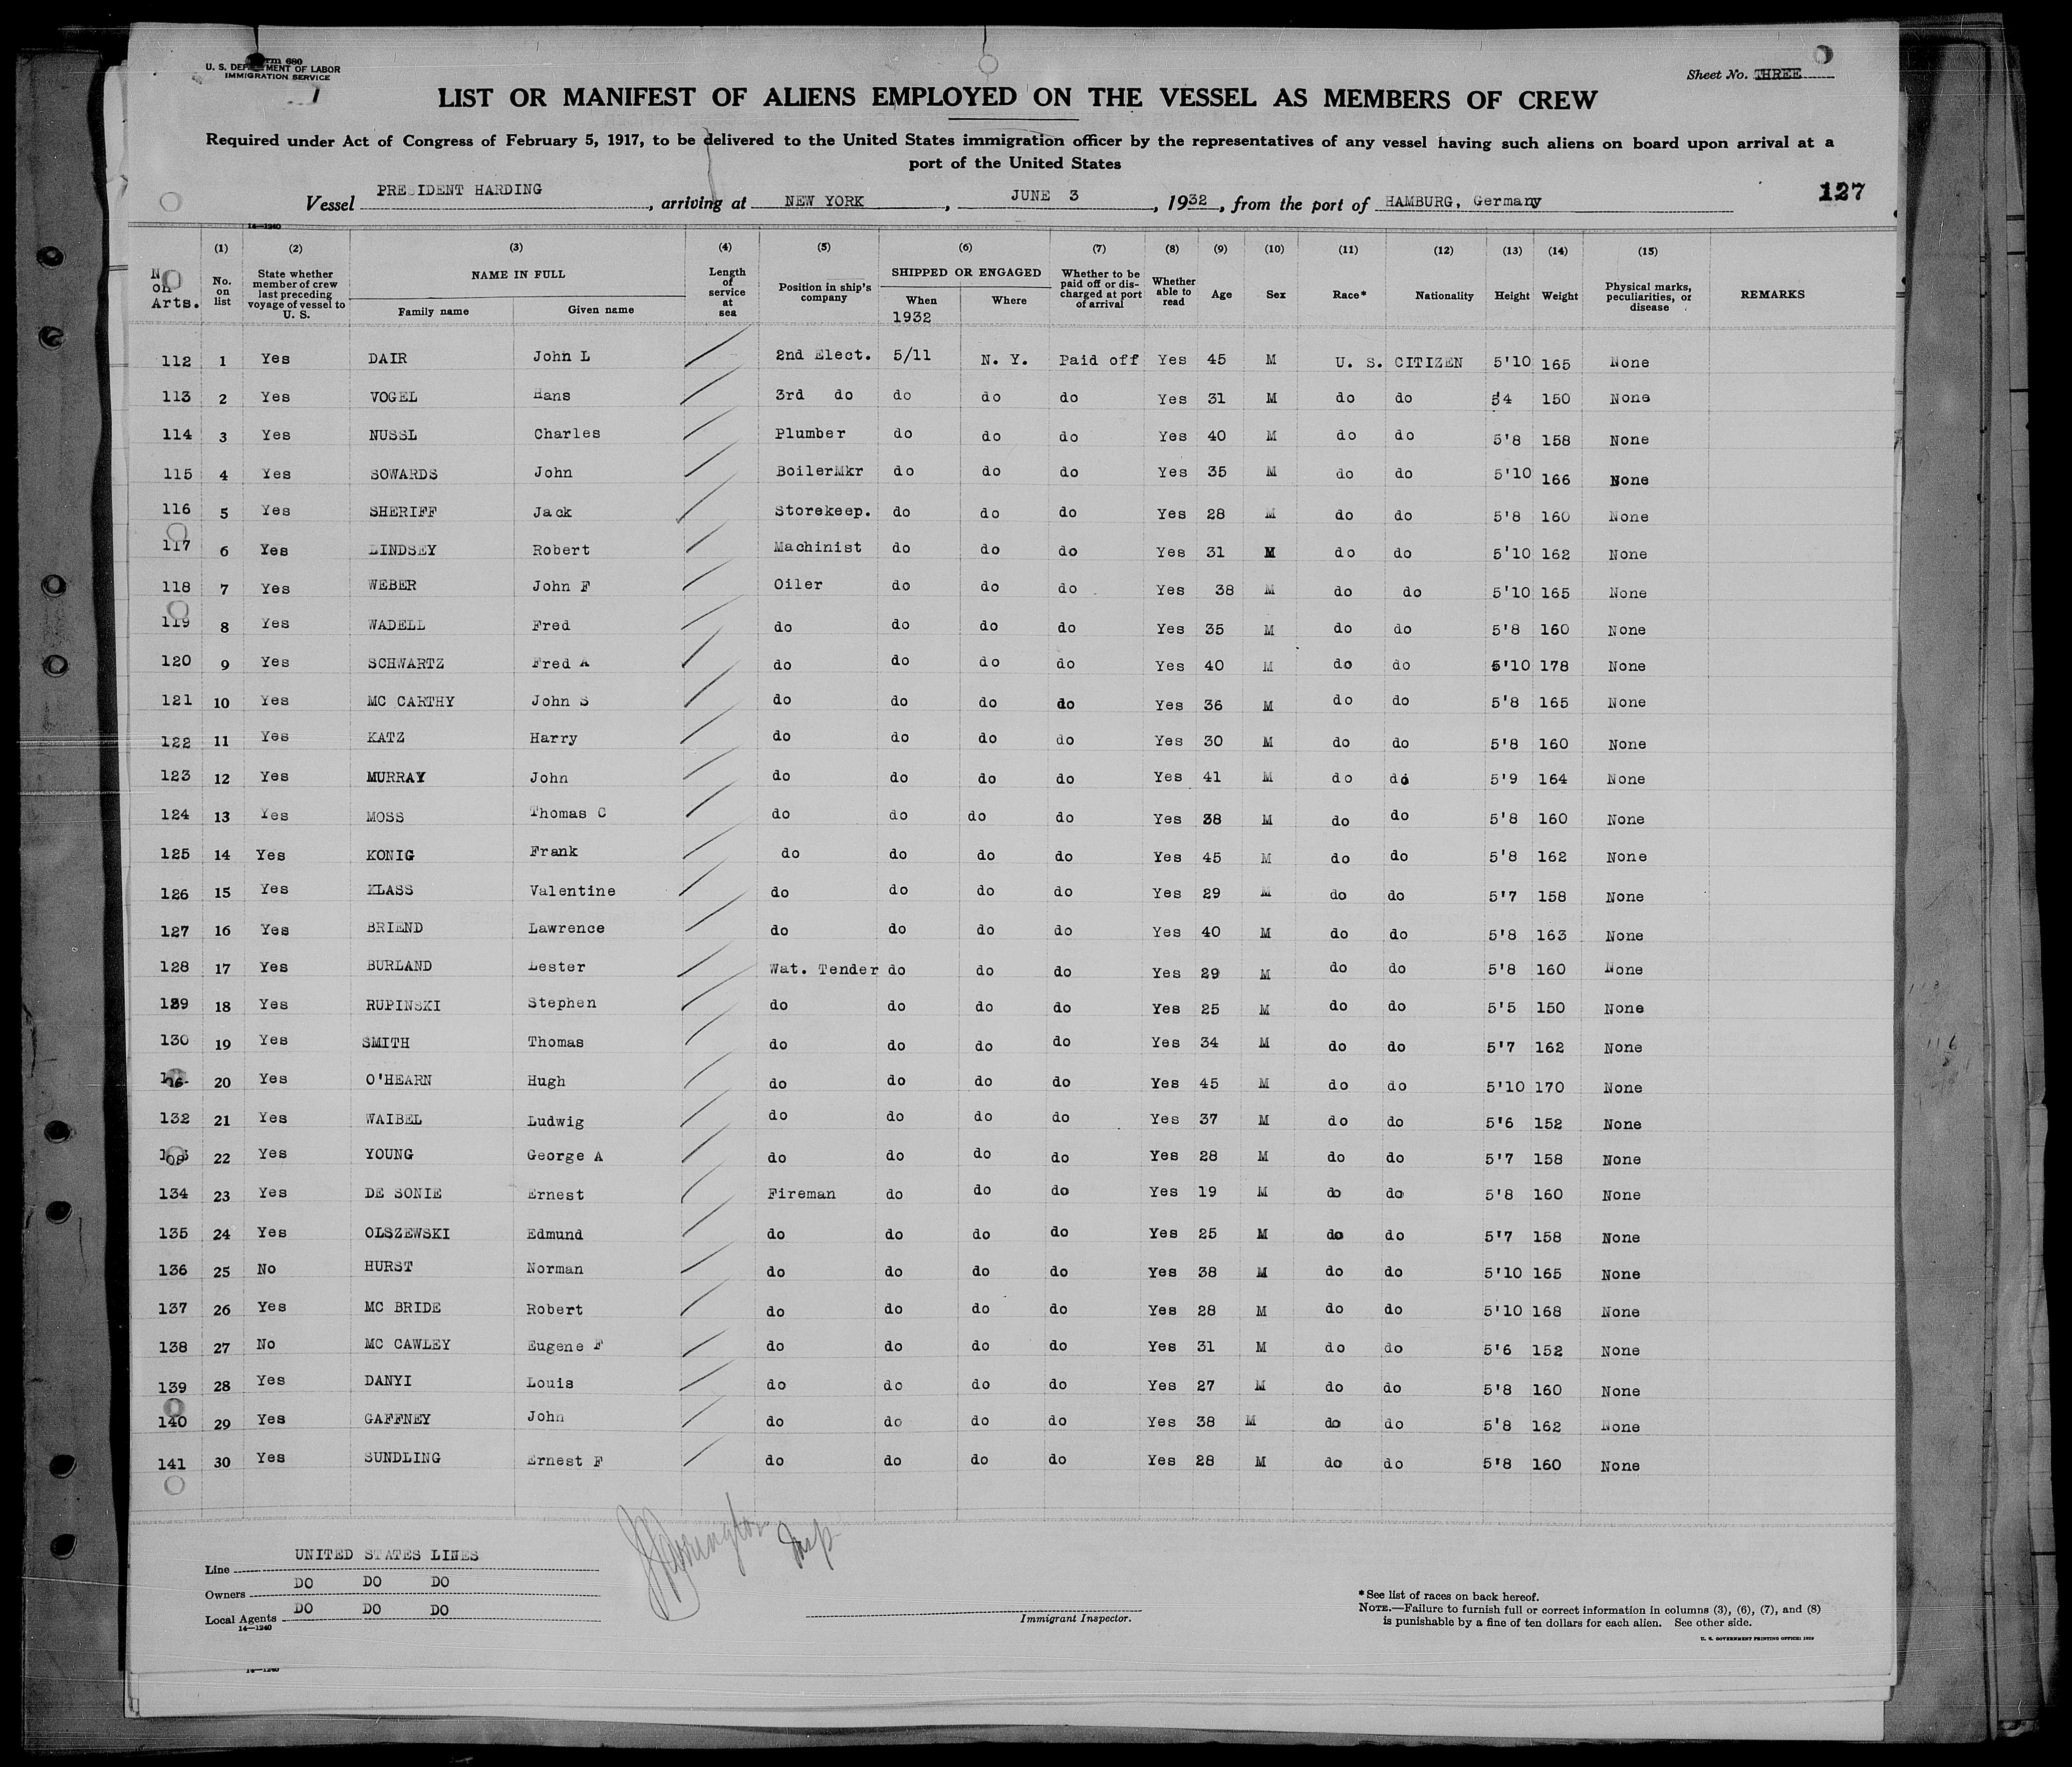 Form 680
U. S. DEPARTMENT OF LABOR
IMMIGRATION SERVICE
Sheet No. THREE
LIST OR MANIFEST OF ALIENS EMPLOYED ON THE VESSEL AS MEMBERS OF CREW
Required under Act of Congress of February 5, 1917, to be delivered to the United States immigration officer by the representatives of any vessel having such aliens on board upon arrival at a
port of the United States
Vessel PRESIDENT HARDING, arriving at NEW YORK, JUNE 3, 1932, from the port of HAMBURG, Germany
127
14—1240
(1) (2) (3) (4) (5) (6) (7) (8) (9) (10) (11) (12) (13) (14) (15)
No. on Arts. No. on list State whether member of crew last preceding voyage of vessel to U. S. NAME IN FULL Family name Given name Length of service at sea Position in ship's company SHIPPED OR ENGAGED When 1932 Where Whether to be paid off or discharged at port of arrival Whether able to read Age Sex Race* Nationality Height Weight Physical marks, peculiarities, or disease REMARKS
112 1 Yes DAIR John L 2nd Elect. 5/11 N. Y. Paid off Yes 45 M U. S. CITIZEN 5'10 165 None
113 2 Yes VOGEL Hans 3rd do do do do Yes 31 M do do 5'4 150 None
114 3 Yes NUSSL Charles Plumber do do do Yes 40 M do do 5'8 158 None
115 4 Yes SOWARDS John BoilerMkr do do do Yes 35 M do do 5'10 166 None
116 5 Yes SHERIFF Jack Storekeep. do do do Yes 28 M do do 5'8 160 None
117 6 Yes LINDSEY Robert Machinist do do do Yes 31 M do do 5'10 162 None
118 7 Yes WEBER John F Oiler do do do Yes 38 M do do 5'10 165 None
119 8 Yes WADELL Fred do do do do Yes 35 M do do 5'8 160 None
120 9 Yes SCHWARTZ Fred A do do do do Yes 40 M do do 5'10 178 None
121 10 Yes MC CARTHY John S do do do do Yes 36 M do do 5'8 165 None
122 11 Yes KATZ Harry do do do do Yes 30 M do do 5'8 160 None
123 12 Yes MURRAY John do do do do Yes 41 M do do 5'9 164 None
124 13 Yes MOSS Thomas C do do do do Yes 38 M do do 5'8 160 None
125 14 Yes KONIG Frank do do do do Yes 45 M do do 5'8 162 None
126 15 Yes KLASS Valentine do do do do Yes 29 M do do 5'7 158 None
127 16 Yes BRIEND Lawrence do do do do Yes 40 M do do 5'8 163 None
128 17 Yes BURLAND Lester Wat. Tender do do do Yes 29 M do do 5'8 160 None
129 18 Yes RUPINSKI Stephen do do do do Yes 25 M do do 5'5 150 None
130 19 Yes SMITH Thomas do do do do Yes 34 M do do 5'7 162 None
20 Yes O'HEARN Hugh do do do do Yes 45 M do do 5'10 170 None
132 21 Yes WAIBEL Ludwig do do do do Yes 37 M do do 5'6 152 None
22 Yes YOUNG George A do do do do Yes 28 M do do 5'7 158 None
134 23 Yes DE SONIE Ernest Fireman do do do Yes 19 M do do 5'8 160 None
135 24 Yes OLSZEWSKI Edmund do do do do Yes 25 M do do 5'7 158 None
136 25 No HURST Norman do do do do Yes 38 M do do 5'10 165 None
137 26 Yes MC BRIDE Robert do do do do Yes 28 M do do 5'10 168 None
138 27 No MC CAWLEY Eugene F do do do do Yes 31 M do do 5'6 152 None
139 28 Yes DANYI Louis do do do do Yes 27 M do do 5'8 160 None
140 29 Yes GAFFNEY John do do do do Yes 38 M do do 5'8 162 None
141 30 Yes SUNDLING Ernest F do do do do Yes 28 M do do 5'8 160 None
Insp
Line UNITED STATES LINES
Owners DO DO DO
Local Agents DO DO DO
14—1240
Immigrant Inspector.
*See list of races on back hereof.
NOTE.—Failure to furnish full or correct information in columns (3), (6), (7), and (8)
is punishable by a fine of ten dollars for each alien. See other side.
U. S. GOVERNMENT PRINTING OFFICE: 1929
14—1240